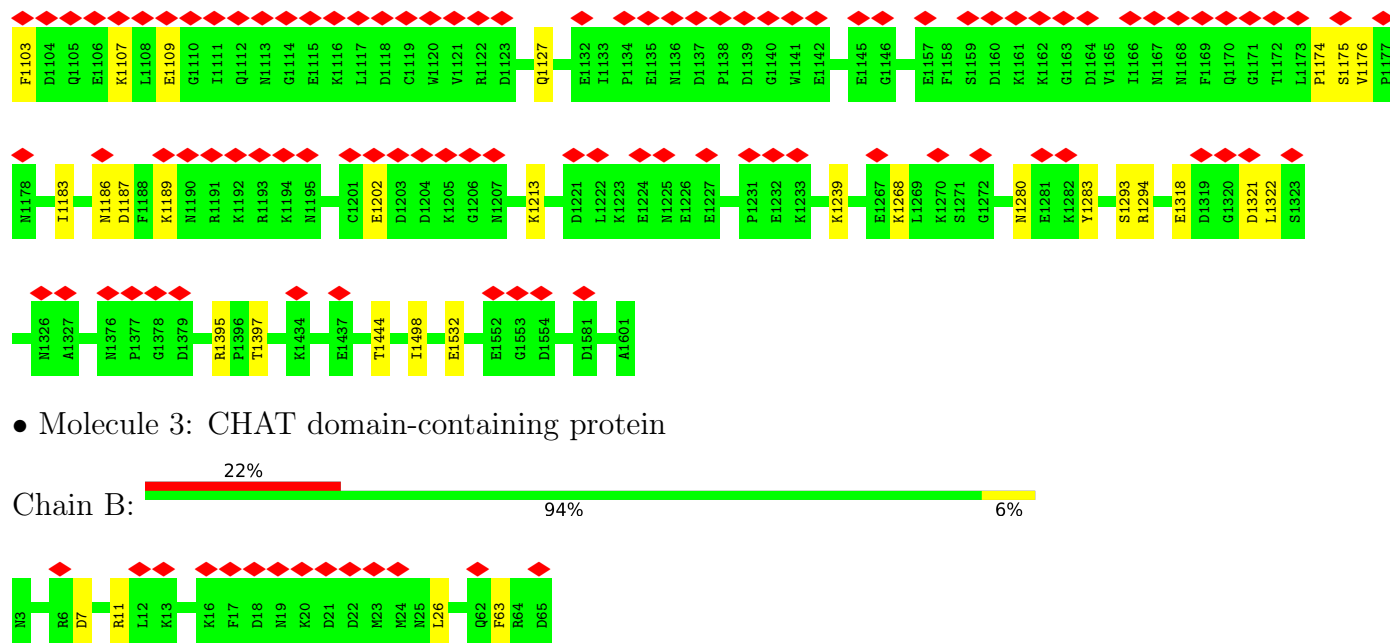 F1103 D1104 Q1105 E1106 K1107 L1108 E1109 G1110 I1111 Q1112 N1113 G1114 E1115 K1116 L1117 D1118 C1119 W1120 V1121 R1122 D1123 Q1127 E1132 I1133 P1134 E1135 N1136 D1137 P1138 D1139 G1140 W1141 E1142 E1145 G1146 E1157 F1158 S1159 D1160 K1161 K1162 G1163 D1164 V1165 I1166 N1167 N1168 F1169 Q1170 G1171 T1172 L1173 P1174 S1175 V1176 P1177
N1178 I1183 N1186 D1187 F1188 K1189 N1190 R1191 K1192 R1193 K1194 N1195 C1201 E1202 D1203 D1204 K1205 G1206 N1207 K1213 D1221 L1222 K1223 E1224 N1225 E1226 E1227 P1231 E1232 K1233 K1239 E1267 K1268 L1269 K1270 S1271 G1272 N1280 E1281 K1282 Y1283 S1293 R1294 E1318 D1319 G1320 D1321 L1322 S1323
N1326 A1327 N1376 P1377 G1378 D1379 R1395 P1396 T1397 K1434 E1437 T1444 I1498 E1532 E1552 G1553 D1554 D1581 A1601
• Molecule 3: CHAT domain-containing protein
22%
Chain B:
94% 6%
N3 R6 D7 R11 L12 K13 K16 F17 D18 N19 K20 D21 D22 M23 M24 N25 L26 Q62 F63 R64 D65